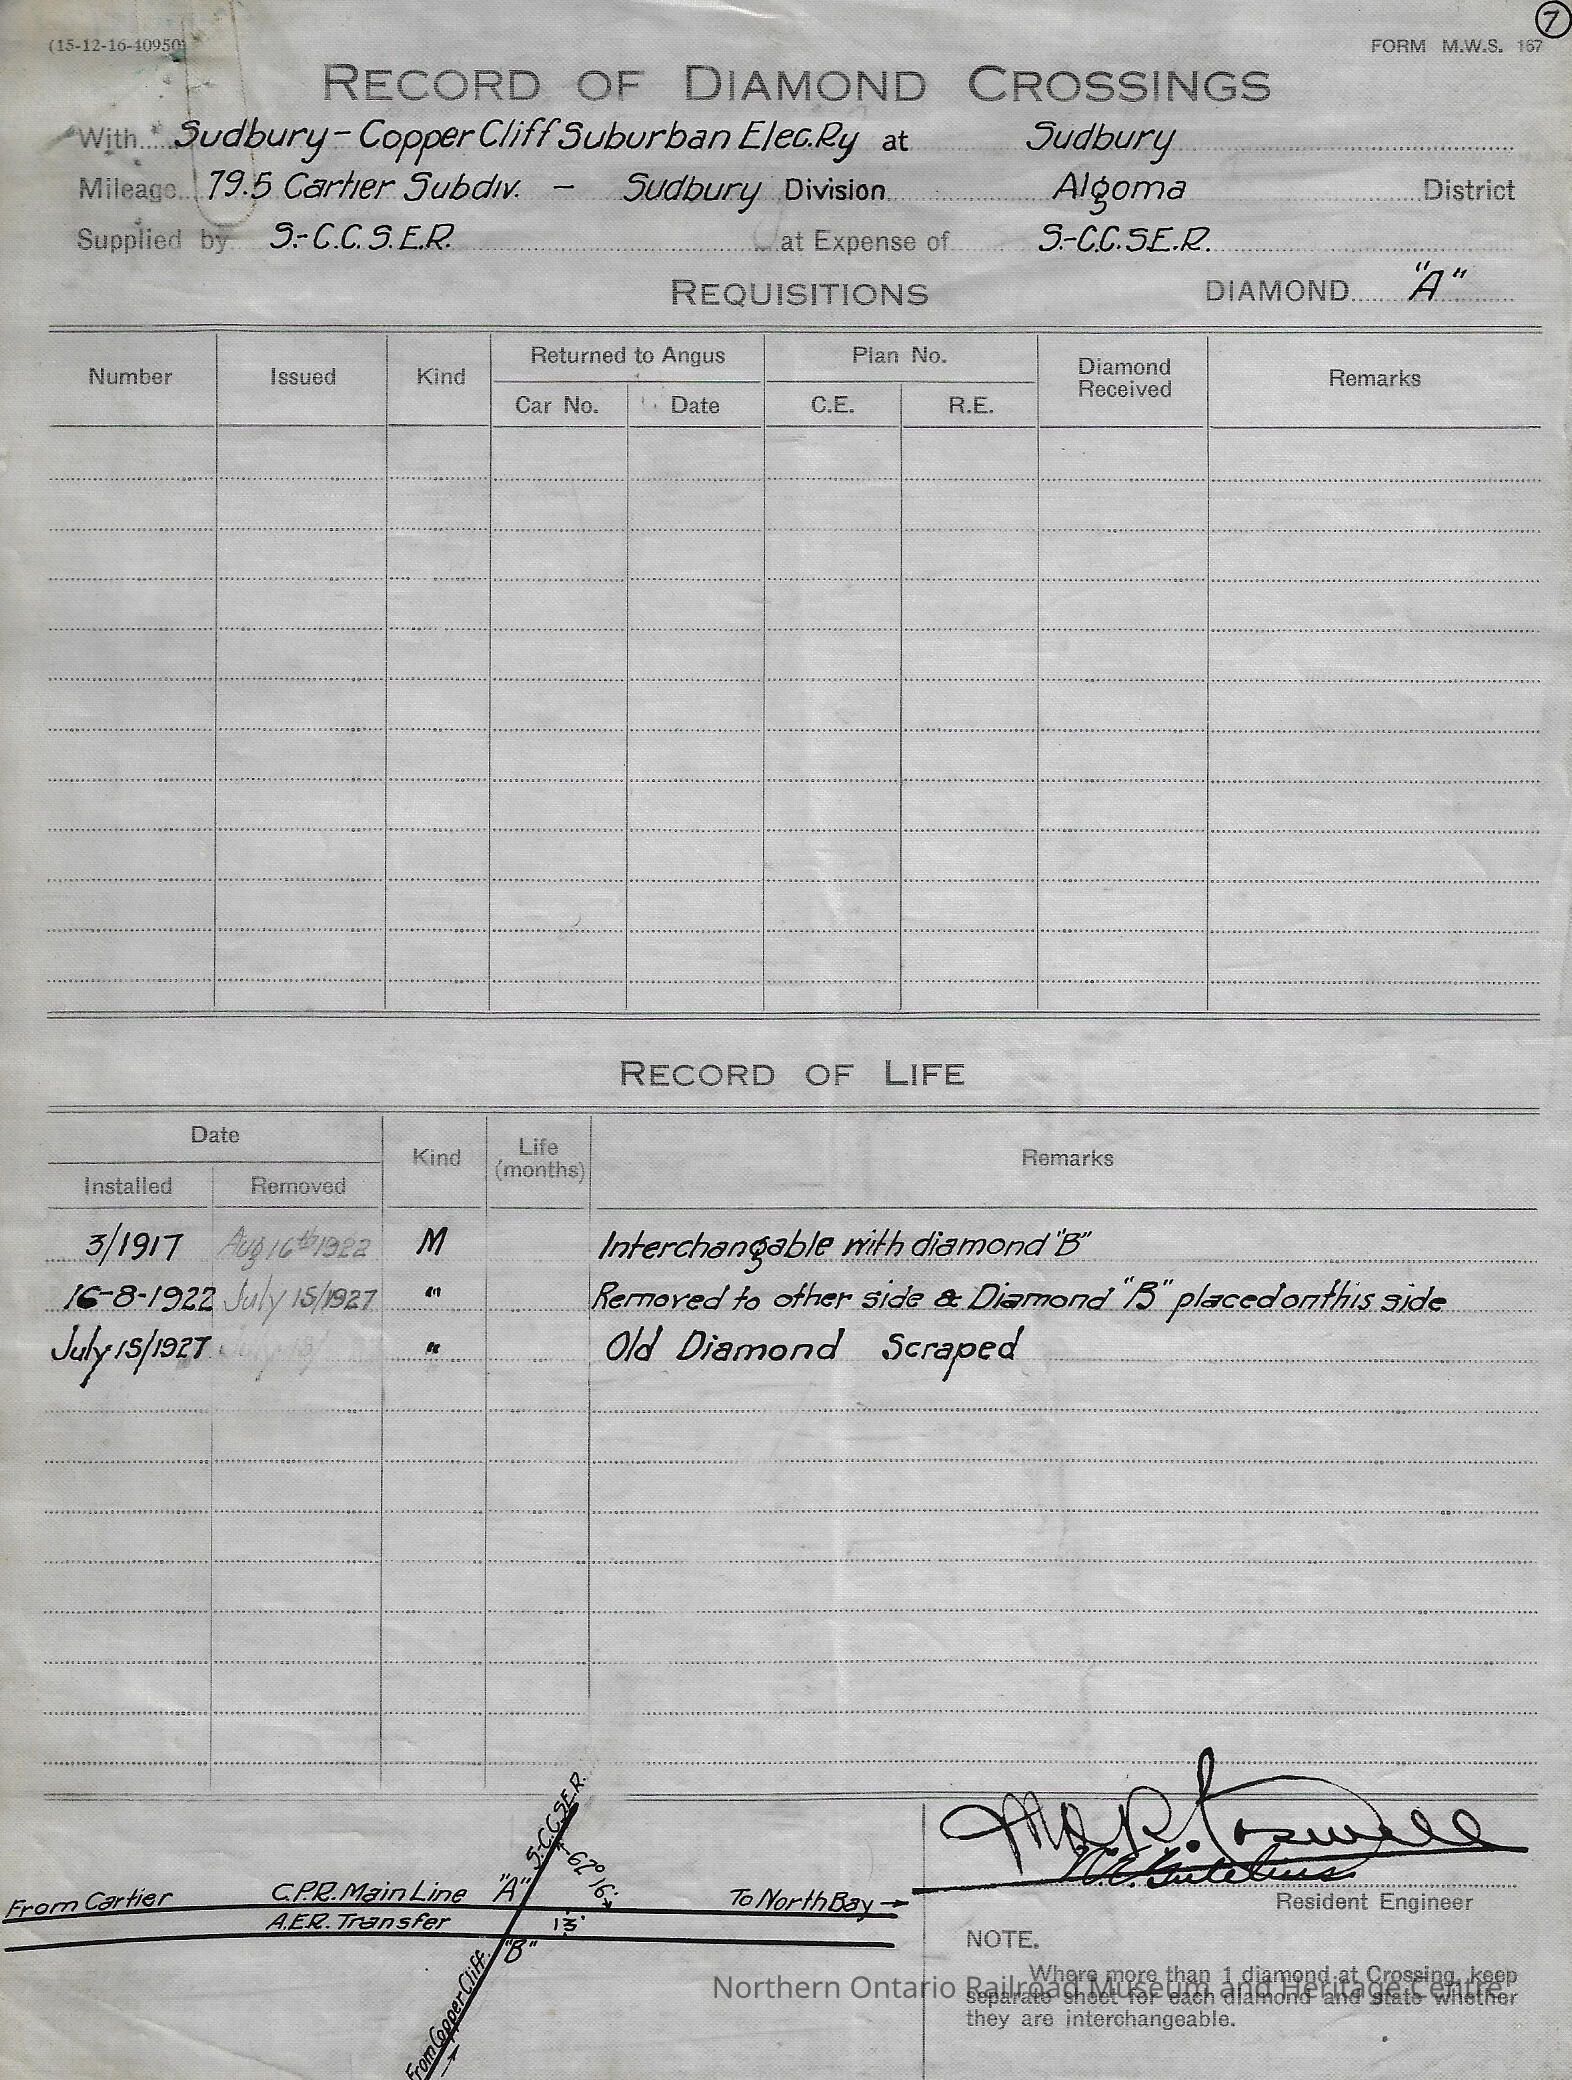 7
(15-12-16-10950)
FORM M.W.S. 167
RECORD OF DIAMOND CROSSINGS
With Sudbury - Copper Cliff Suburban Elec. Ry at Sudbury
Mileage 79.5 Cartier Subdiv. - Sudbury Division Algoma District
Supplied by S.-C.C.S.E.R. at Expense of S.-C.C.S.E.R.
REQUISITIONS DIAMOND "A"
Number Issued Kind Returned to Angus Plan No. Diamond Received Remarks
Car No. Date C.E. R.E.
RECORD OF LIFE
Date Kind Life (months) Remarks
Installed Removed
3/1917 Aug 16th 1922 M Interchangable with diamond "B"
16-8-1922 July 15/1927 " Removed to other side & Diamond "B" placed on this side
July 15/1927 July 15/ " Old Diamond Scraped
S.-C.C.S.E.R.
62° 16'
From Cartier C.P.R. Main Line "A" To North Bay
A.E.R. Transfer 13'
"B"
From Copper Cliff.
Resident Engineer
NOTE.
Where more than 1 diamond at Crossing, keep
separate sheet for each diamond and state whether
they are interchangeable.
Northern Ontario Railroad Museum and Heritage Centre